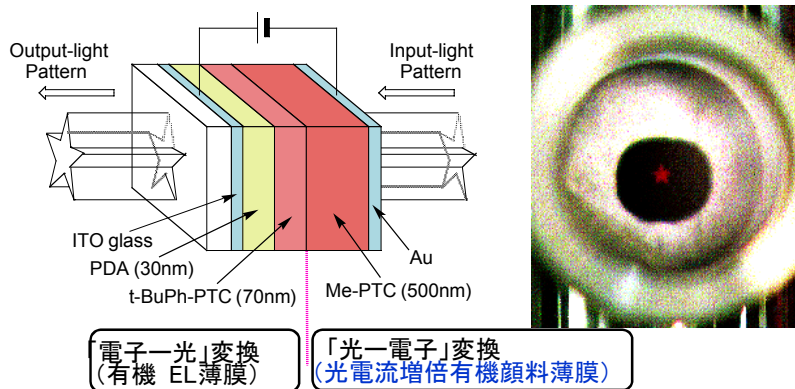 Output-light
Pattern
Input-light
Pattern
ITO glass
PDA (30nm)
t-BuPh-PTC (70nm)
Me-PTC (500nm)
Au
「電子一光」変換
(有機 EL薄膜)
「光一電子」変換
(光電流増倍有機顔料薄膜)